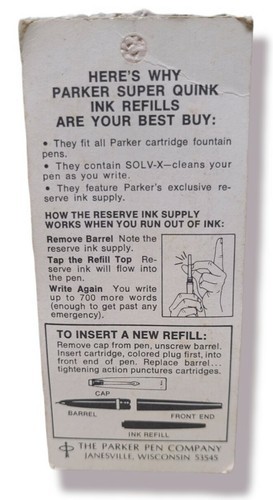 HERE'S WHY
PARKER SUPER QUINK
INK REFILLS
ARE YOUR BEST BUY:
• They fit all Parker cartridge fountain
pens.
• They contain SOLV-X—cleans your
pen as you write.
• They feature Parker's exclusive re-
serve ink supply.
HOW THE RESERVE INK SUPPLY
WORKS WHEN YOU RUN OUT OF INK:
Remove Barrel Note the
reserve ink supply.
Tap the Refill Top Re-
serve ink will flow into
the pen.
Write Again You write
up to 700 more words
(enough to get past any
emergency).
TO INSERT A NEW REFILL:
Remove cap from pen, unscrew barrel.
Insert cartridge, colored plug first, into
front end of pen. Replace barrel...
tightening action punctures cartridges.
CAP
BARREL FRONT END
INK REFILL
THE PARKER PEN COMPANY
JANESVILLE, WISCONSIN 53545